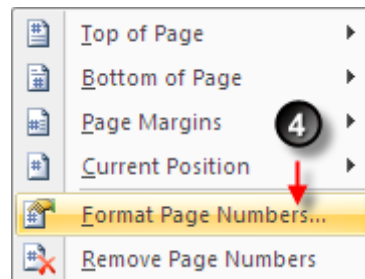 Top of Page
Bottom of Page
Page Margins
4
Current Position
Format Page Numbers...
Remove Page Numbers